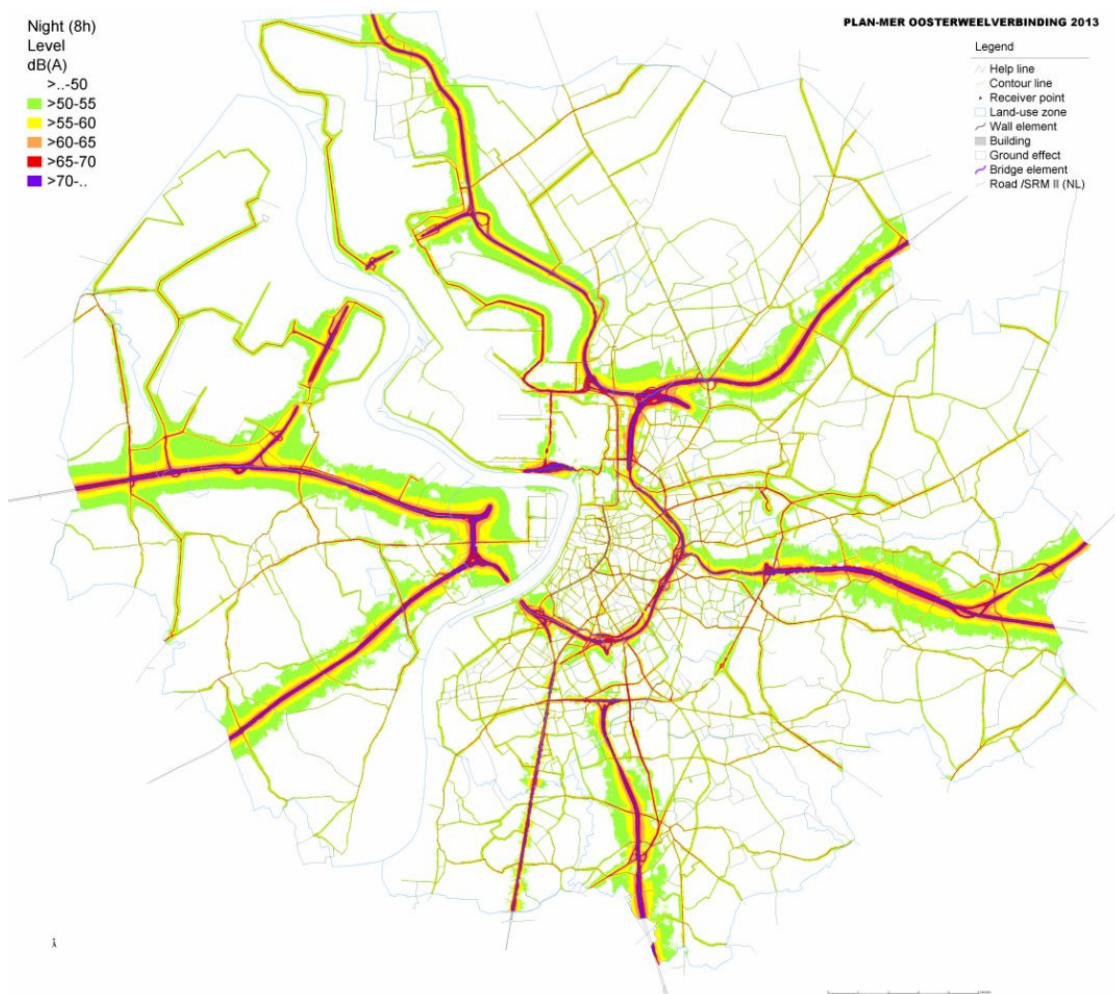 Night (8h)
Level
dB(A)
>..-50
>50-55
>55-60
>60-65
>65-70
>70-..
PLAN-MER OOSTERWEELVERBINDING 2013
Legend
Help line
Contour line
Receiver point
Land-use zone
Wall element
Building
Ground effect
Bridge element
Road /SRM II (NL)